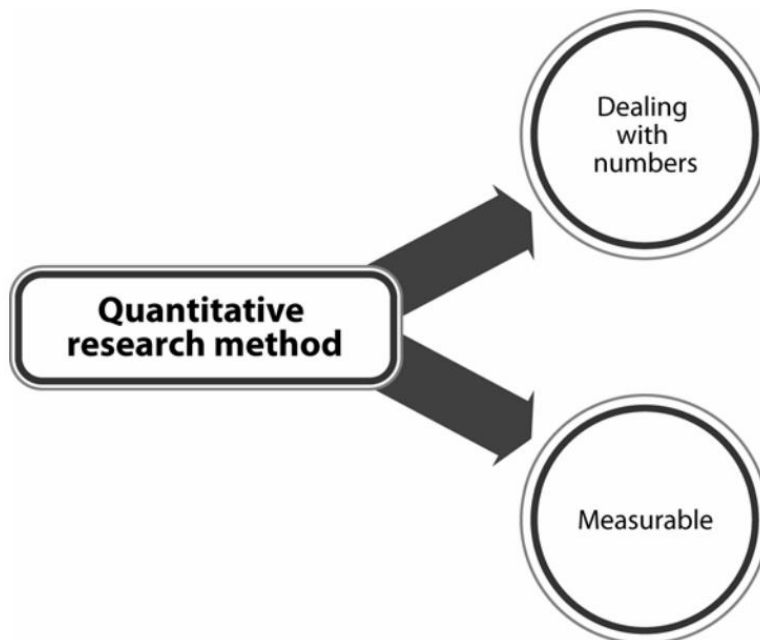 Dealing
with
numbers
Quantitative
research method
Measurable